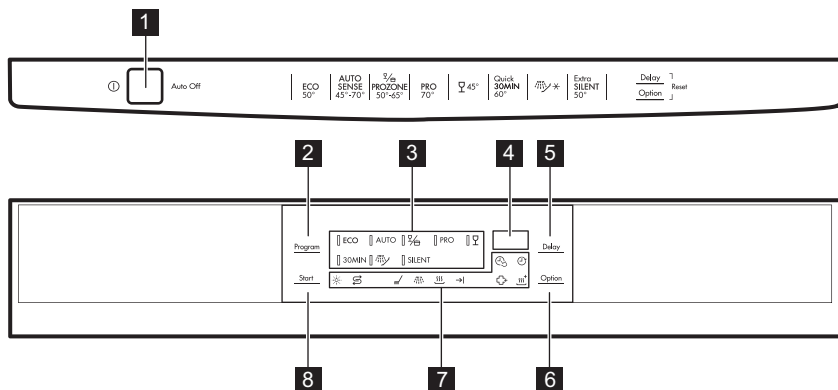 1
Auto Off
ECO 50°
AUTO SENSE 45°-70°
PROZONE 50°-65°
PRO 70°
45°
Quick 30MIN 60°
Extra SILENT 50°
Delay
Option
Reset
2
3
4
5
Program
ECO AUTO PRO
Delay
30MIN SILENT
Start
Option
8
7
6